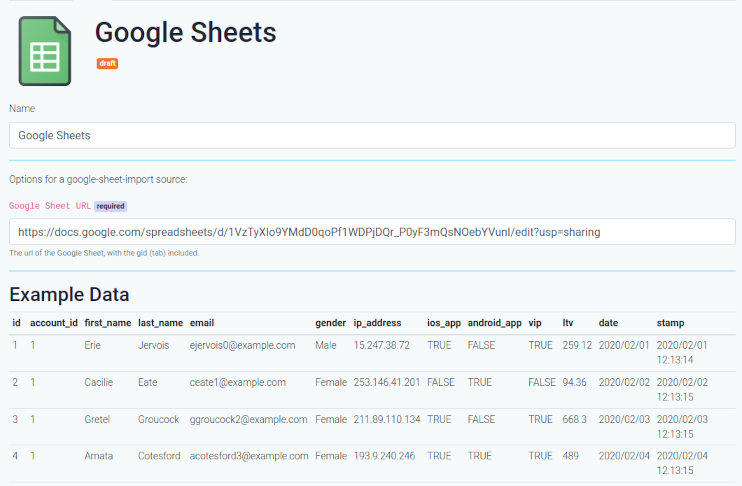 Google Sheets
draft
Name
Google Sheets
Options for a google-sheet-import source:
Google Sheet URL required
https://docs.google.com/spreadsheets/d/1VzTyXIo9YMdD0qoPf1WDPjDQr_P0yF3mQsNOebYVunI/edit?usp=sharing
The url of the Google Sheet, with the gid (tab) included.
Example Data
id account_id first_name last_name email gender ip_address ios_app android_app vip ltv date stamp
1 1 Erie Jervois ejervois0@example.com Male 15.247.38.72 TRUE FALSE TRUE 259.12 2020/02/01 2020/02/01
12:13:14
2 1 Cacilie Eate ceate1@example.com Female 253.146.41.201 FALSE TRUE FALSE 94.36 2020/02/02 2020/02/02
12:13:15
3 1 Gretel Groucock ggroucock2@example.com Female 211.89.110.134 TRUE FALSE TRUE 668.3 2020/02/03 2020/02/03
12:13:15
4 1 Amata Cotesford acotesford3@example.com Female 193.9.240.246 TRUE TRUE TRUE 489 2020/02/04 2020/02/04
12:13:15